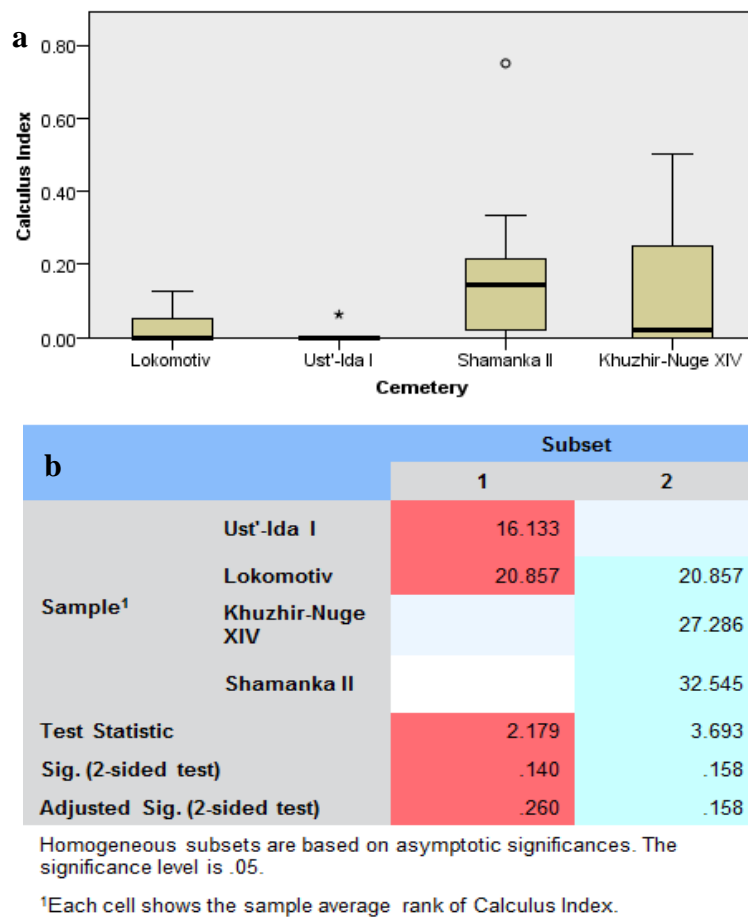 a
0.80
0.60
0.40
0.20
0.00
Calculus Index
Lokomotiv Ust'-Ida I Shamanka II Khuzhir-Nuge XIV
Cemetery
b
Subset
1 2
Sample1
Ust'-Ida I 16.133
Lokomotiv 20.857 20.857
Khuzhir-Nuge
XIV 27.286
Shamanka II 32.545
Test Statistic 2.179 3.693
Sig. (2-sided test) .140 .158
Adjusted Sig. (2-sided test) .260 .158
Homogeneous subsets are based on asymptotic significances. The
significance level is .05.
1Each cell shows the sample average rank of Calculus Index.